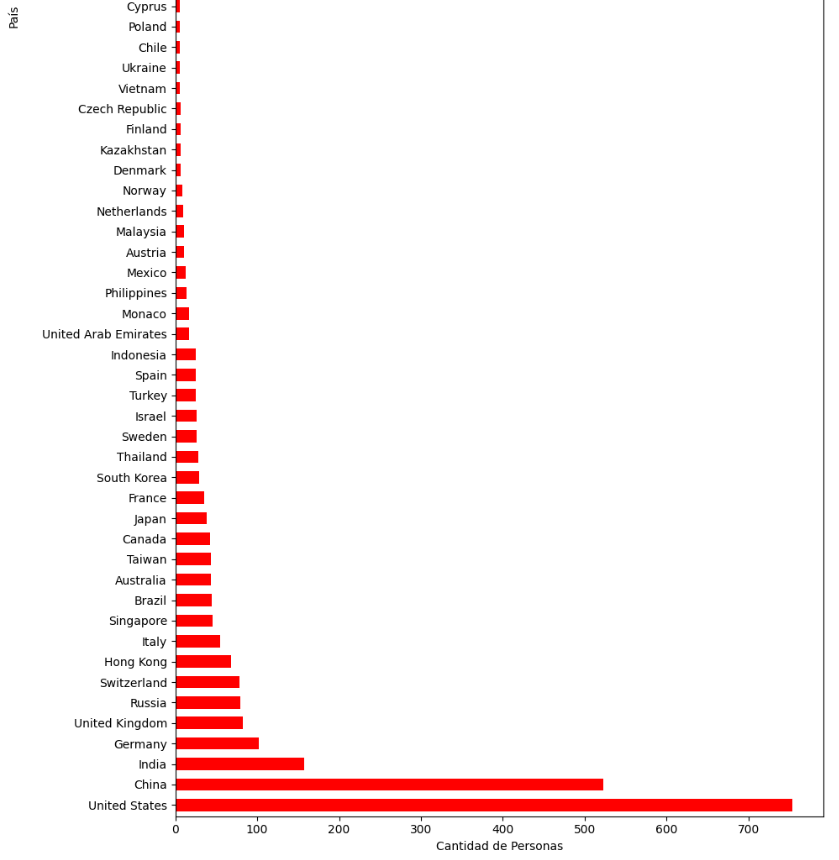 País
Cyprus
Poland
Chile
Ukraine
Vietnam
Czech Republic
Finland
Kazakhstan
Denmark
Norway
Netherlands
Malaysia
Austria
Mexico
Philippines
Monaco
United Arab Emirates
Indonesia
Spain
Turkey
Israel
Sweden
Thailand
South Korea
France
Japan
Canada
Taiwan
Australia
Brazil
Singapore
Italy
Hong Kong
Switzerland
Russia
United Kingdom
Germany
India
China
United States
0 100 200 300 400 500 600 700
Cantidad de Personas